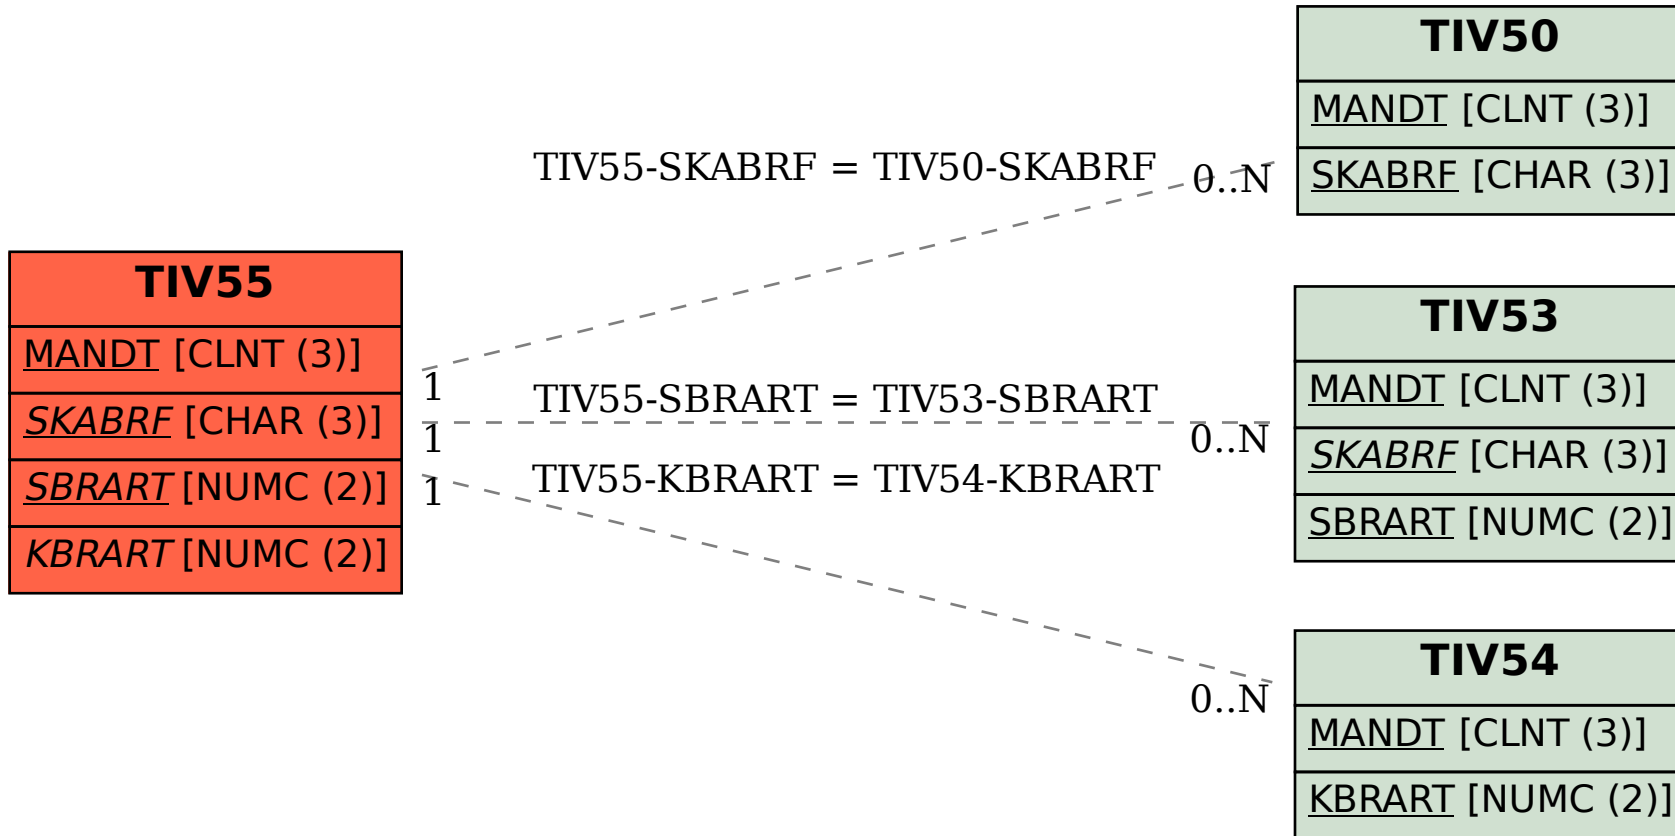 TIV50
MANDT [CLNT (3)]
SKABRF [CHAR (3)]
TIV55-SKABRF = TIV50-SKABRF
0..N
TIV55
MANDT [CLNT (3)]
SKABRF [CHAR (3)]
SBRART [NUMC (2)]
KBRART [NUMC (2)]
1
TIV55-SBRART = TIV53-SBRART
1
0..N
TIV55-KBRART = TIV54-KBRART
1
0..N
TIV53
MANDT [CLNT (3)]
SKABRF [CHAR (3)]
SBRART [NUMC (2)]
TIV54
MANDT [CLNT (3)]
KBRART [NUMC (2)]